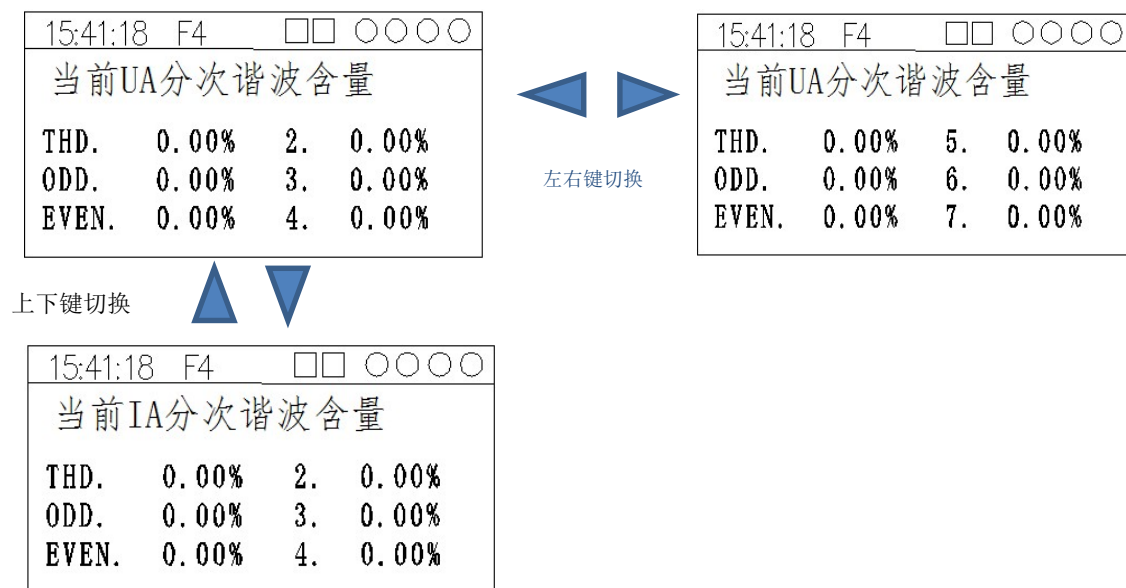 15:41:18 F4 □□ ○○○○
当前UA分次谐波含量
THD. 0.00% 2. 0.00%
ODD. 0.00% 3. 0.00%
EVEN. 0.00% 4. 0.00%
左右键切换
15:41:18 F4 □□ ○○○○
当前UA分次谐波含量
THD. 0.00% 5. 0.00%
ODD. 0.00% 6. 0.00%
EVEN. 0.00% 7. 0.00%
上下键切换
15:41:18 F4 □□ ○○○○
当前IA分次谐波含量
THD. 0.00% 2. 0.00%
ODD. 0.00% 3. 0.00%
EVEN. 0.00% 4. 0.00%